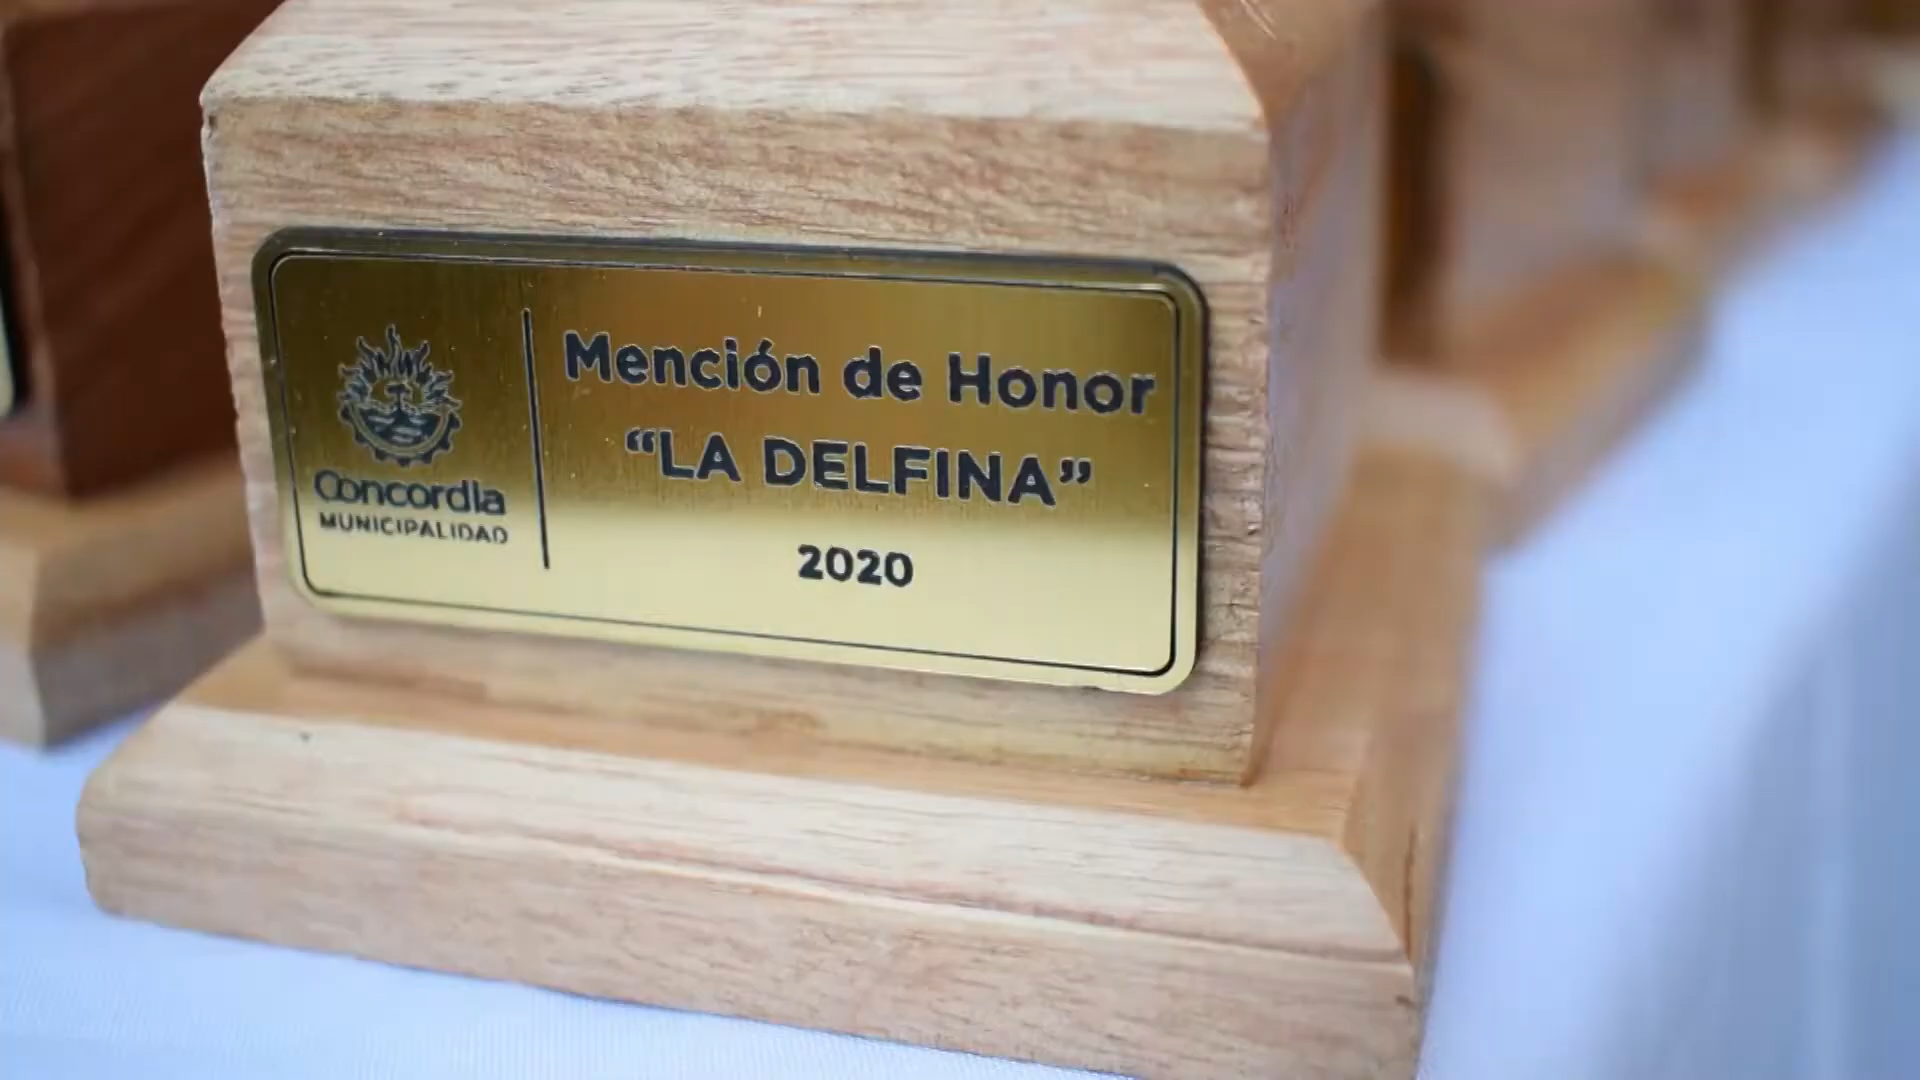 Concordia
MUNICIPALIDAD
Mención de Honor
“LA DELFINA”
2020